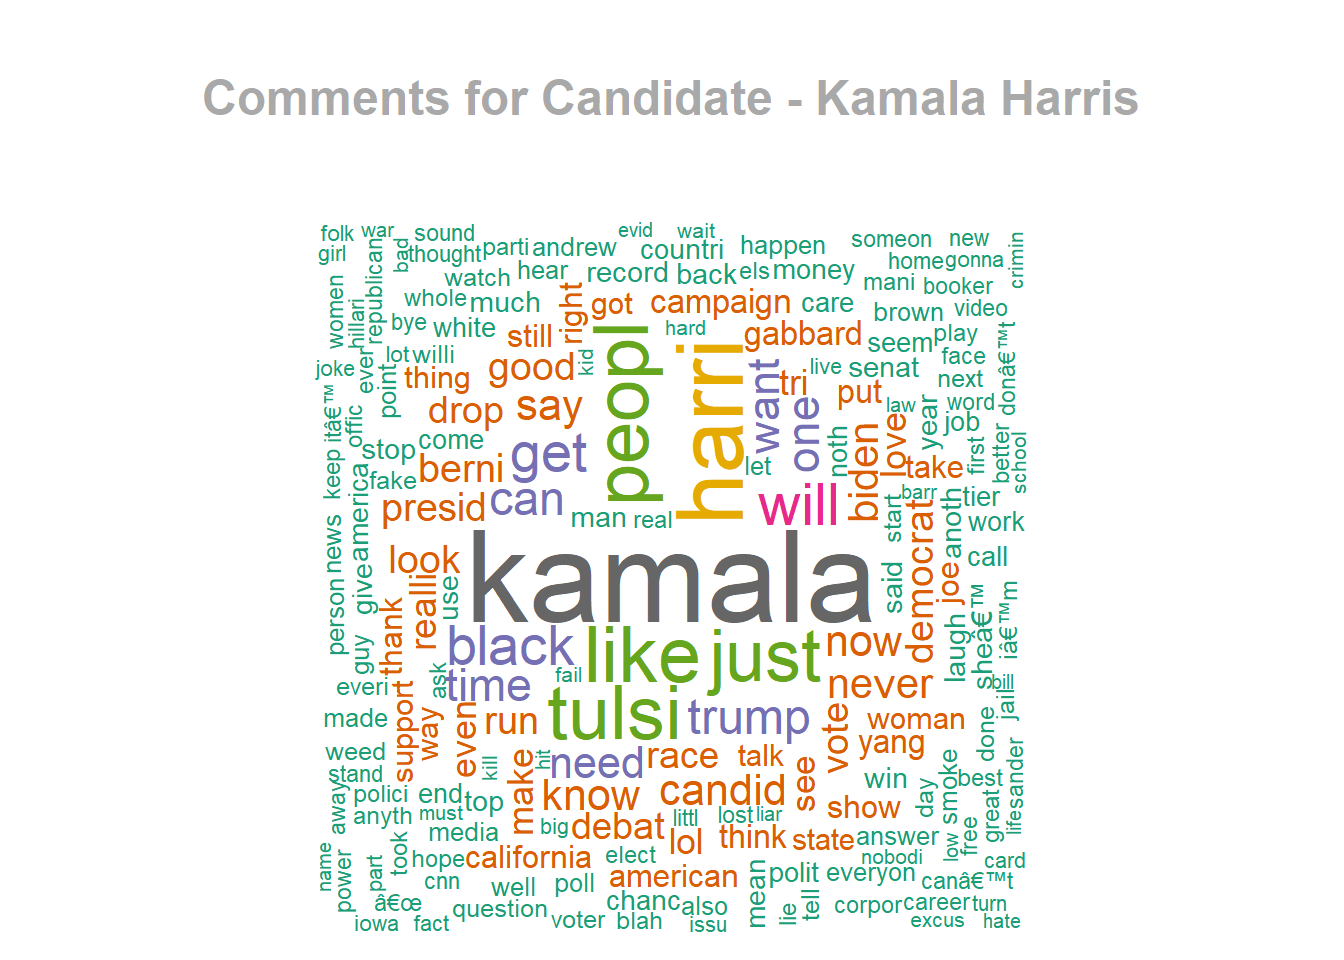 Comments for Candidate - Kamala Harris
folk
war
sound
evid
wait
girl
bad
thought
parti
andrew
countri
happen
someon
new
home
gonna
crimin
women
hillari
republican
watch
hear
record
back
els
money
mani
booker
whole
much
right
got
campaign
care
brown
video
bye
white
still
peopl
hard
harri
gabbard
seem
play
donâ€™t
joke
ever
lot
willi
good
kid
want
tri
live
senat
face
point
thing
say
put
next
itâ€™
offic
drop
one
law
year
word
job
keep
stop
come
get
let
noth
biden
love
first
better
school
fake
berni
take
america
presid
can
man
real
will
barr
tier
news
start
democrat
anoth
work
look
kamala
call
person
give
use
said
joe
thank
realli
laugh
sheâ€™
iâ€™m
guy
black
like
just
now
everi
ask
time
fail
never
bill
jail
made
support
way
even
run
tulsi
trump
vote
woman
done
weed
kill
hit
need
race
talk
see
yang
stand
away
polici
end
top
make
know
candid
show
win
day
smoke
best
great
lifesander
anyth
must
media
big
debat
littl
lost
liar
state
answer
low
free
name
power
part
took
hope
california
lol
elect
think
nobodi
card
cnn
well
poll
american
mean
polit
everyon
canâ€™t
â€œ
question
chanc
also
lie
tell
corpor
career
turn
iowa
fact
voter
blah
issu
excus
hate